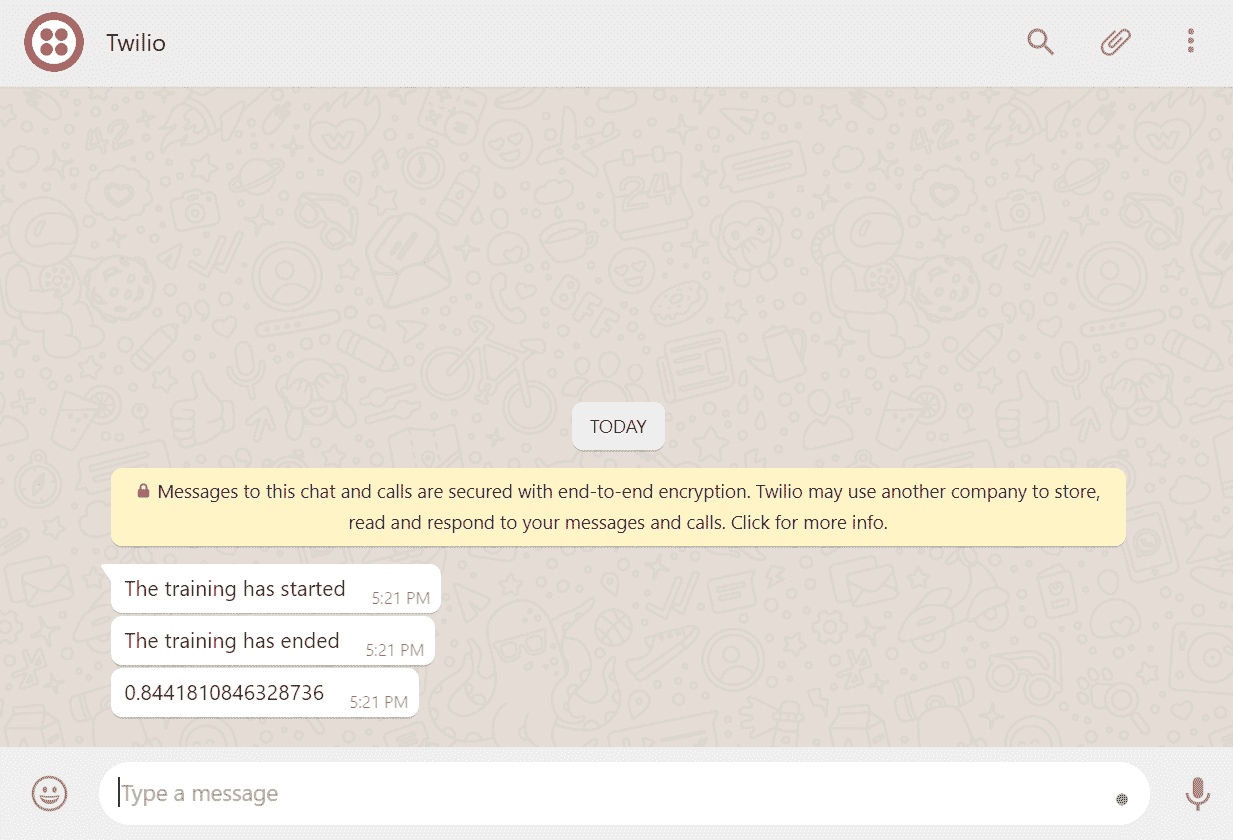 Twilio
TODAY
Messages to this chat and calls are secured with end-to-end encryption. Twilio may use another company to store,
read and respond to your messages and calls. Click for more info.
The training has started
5:21 PM
The training has ended
5:21 PM
0.8441810846328736
5:21 PM
Type a message